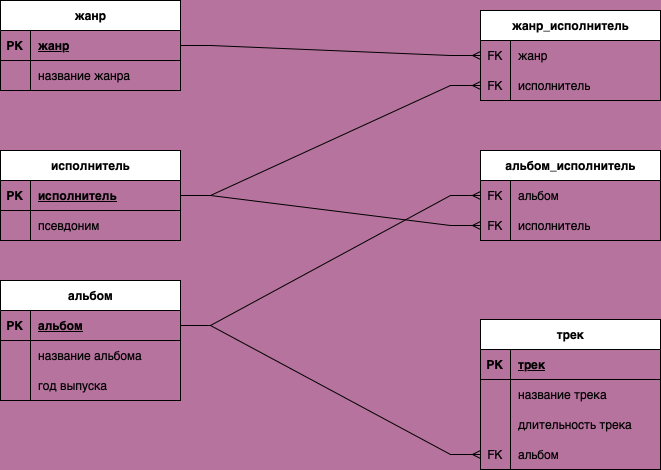 жанр
PK жанр
название жанра
исполнитель
PK исполнитель
псевдоним
альбом
PK альбом
название альбома
год выпуска
жанр_исполнитель
FK жанр
FK исполнитель
альбом_исполнитель
FK альбом
FK исполнитель
трек
PK трек
название трека
длительность трека
FK альбом